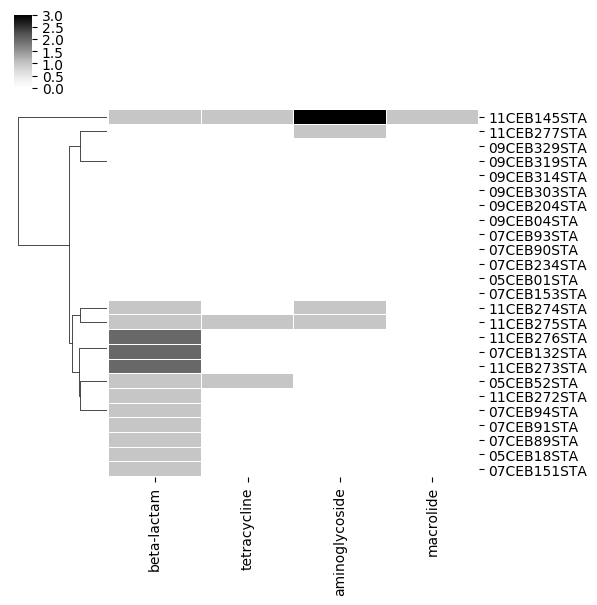 3.0
2.5
2.0
1.5
1.0
0.5
0.0
11CEB145STA
11CEB277STA
09CEB329STA
09CEB319STA
09CEB314STA
09CEB303STA
09CEB204STA
09CEB04STA
07CEB93STA
07CEB90STA
07CEB234STA
05CEB01STA
07CEB153STA
11CEB274STA
11CEB275STA
11CEB276STA
07CEB132STA
11CEB273STA
05CEB52STA
11CEB272STA
07CEB94STA
07CEB91STA
07CEB89STA
05CEB18STA
07CEB151STA
beta-lactam
tetracycline
aminoglycoside
macrolide